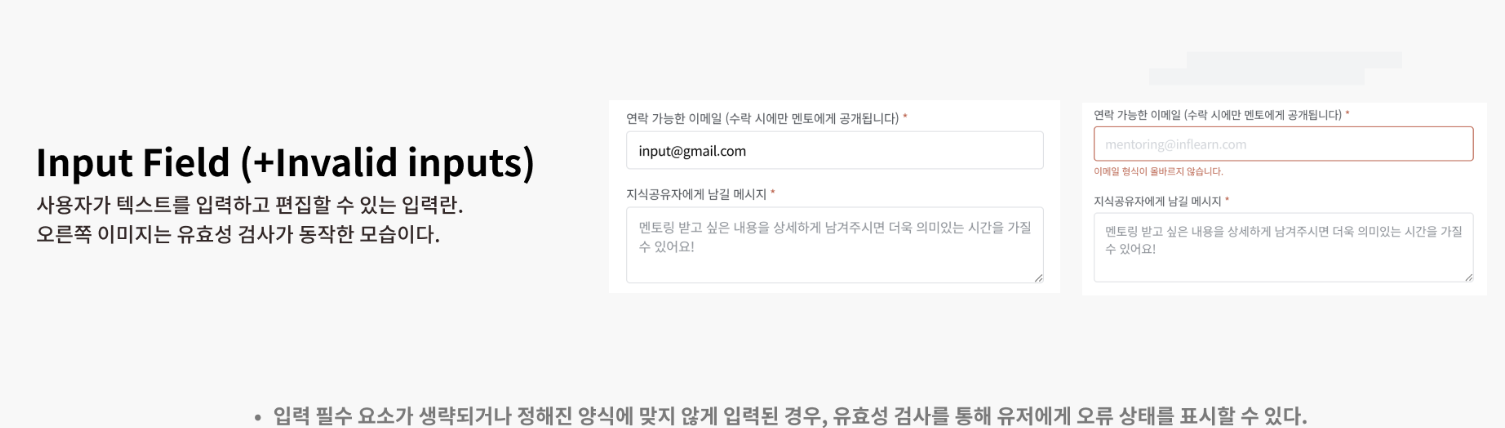 Input Field (+Invalid inputs)
사용자가 텍스트를 입력하고 편집할 수 있는 입력란.
오른쪽 이미지는 유효성 검사가 동작한 모습이다.
연락 가능한 이메일 (수락 시에만 멘토에게 공개됩니다) *
input@gmail.com
지식공유자에게 남길 메시지 *
멘토링 받고 싶은 내용을 상세하게 남겨주시면 더욱 의미있는 시간을 가질
수 있어요!
연락 가능한 이메일 (수락 시에만 멘토에게 공개됩니다) *
mentoring@inflearn.com
이메일 형식이 올바르지 않습니다.
지식공유자에게 남길 메시지 *
멘토링 받고 싶은 내용을 상세하게 남겨주시면 더욱 의미있는 시간을 가질
수 있어요!
• 입력 필수 요소가 생략되거나 정해진 양식에 맞지 않게 입력된 경우, 유효성 검사를 통해 유저에게 오류 상태를 표시할 수 있다.